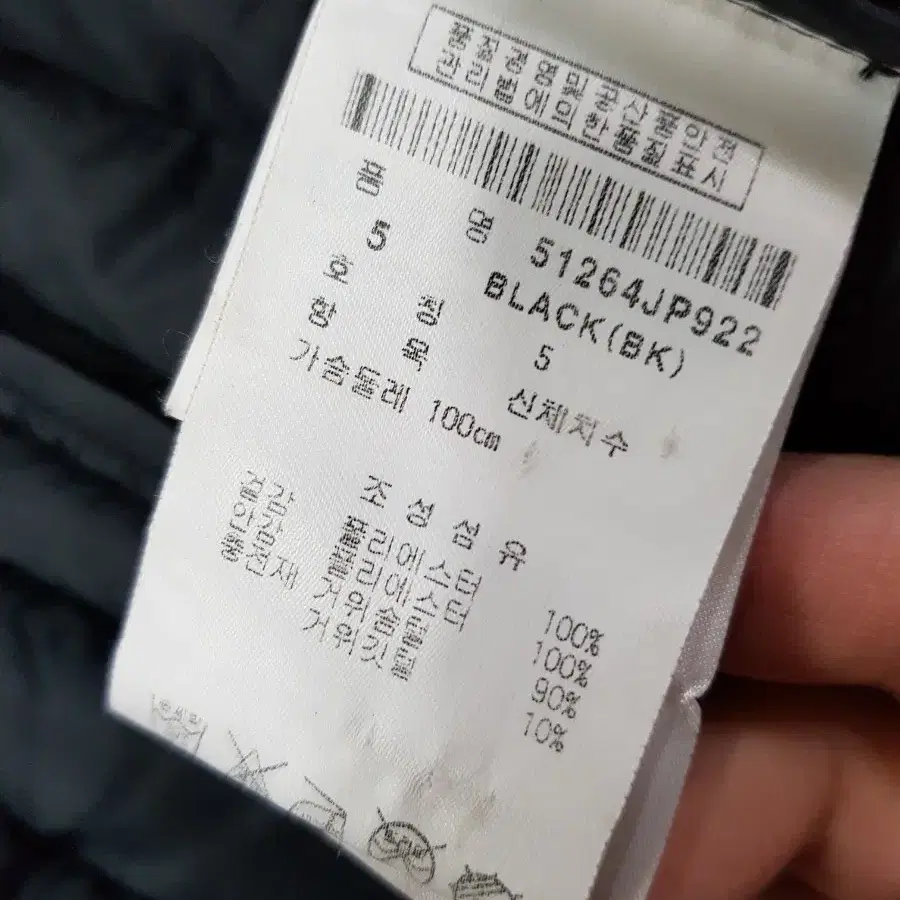 품질경영및공산품안전
관리법에의한품질표시
품 명 51264JP922
5 BLACK(BK)
호 칭 5
항 목 신체치수
가슴둘레 100cm
조성섬유
겉감 폴리에스터 100%
안감 폴리에스터 100%
충전재 거위솜털 90%
거위깃털 10%